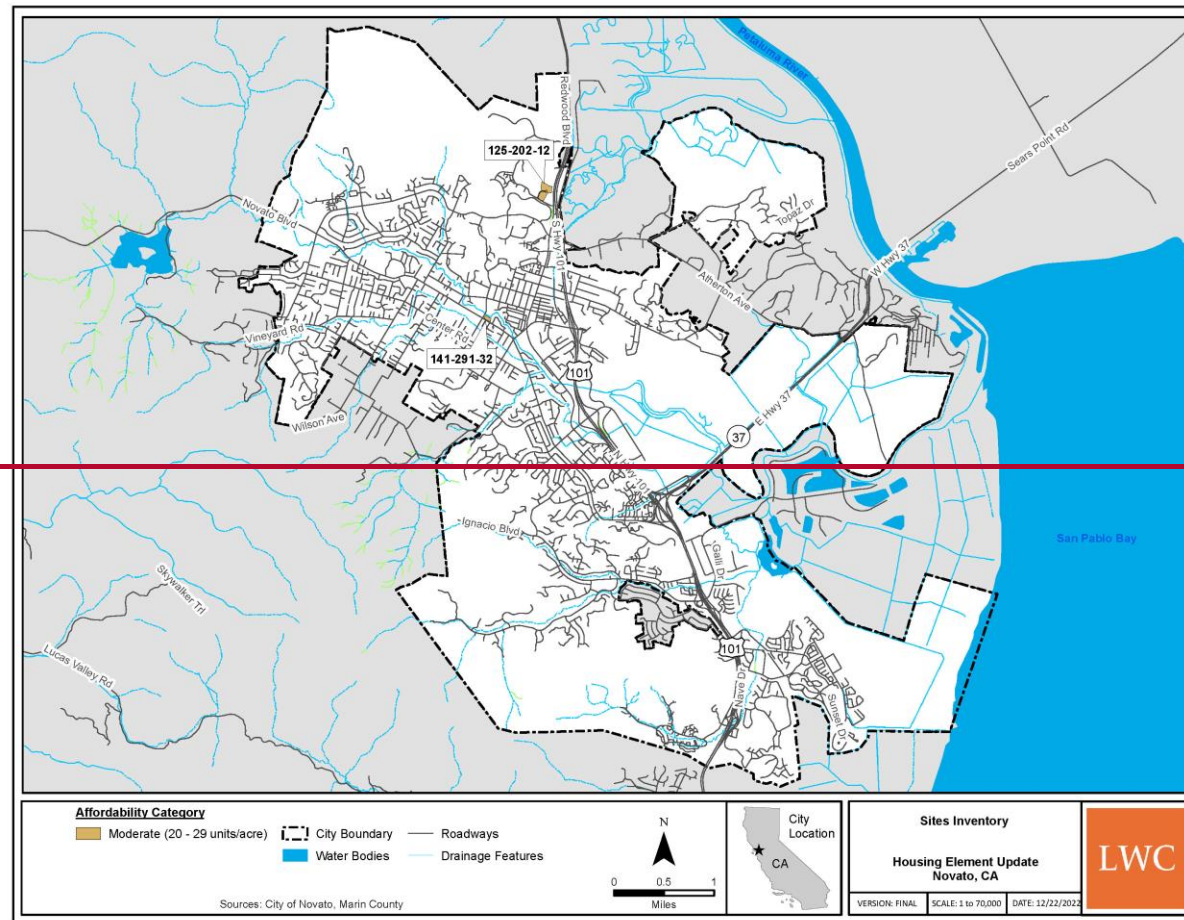 Petaluma River
Redwood Blvd
125-202-12
Sears Point Rd
Novato Blvd
S Hwy 101
Topaz Dr
W Hwy 37
Atherton Ave
Vineyard Rd
Center Rd
141-291-32
101
Wilson Ave
E Hwy 37
37
N Hwy 101
Ignacio Blvd
San Pablo Bay
Galli Dr
Skywalker Trl
101
Lucas Valley Rd
Nave Dr
Sunset Dr
Affordability Category
Moderate (20 - 29 units/acre)
City Boundary
Roadways
Water Bodies
Drainage Features
Sources: City of Novato, Marin County
N
0 0.5 1
Miles
City
Location
CA
Sites Inventory
Housing Element Update
Novato, CA
VERSION: FINAL
SCALE: 1 to 70,000
DATE: 12/22/2022
LWC